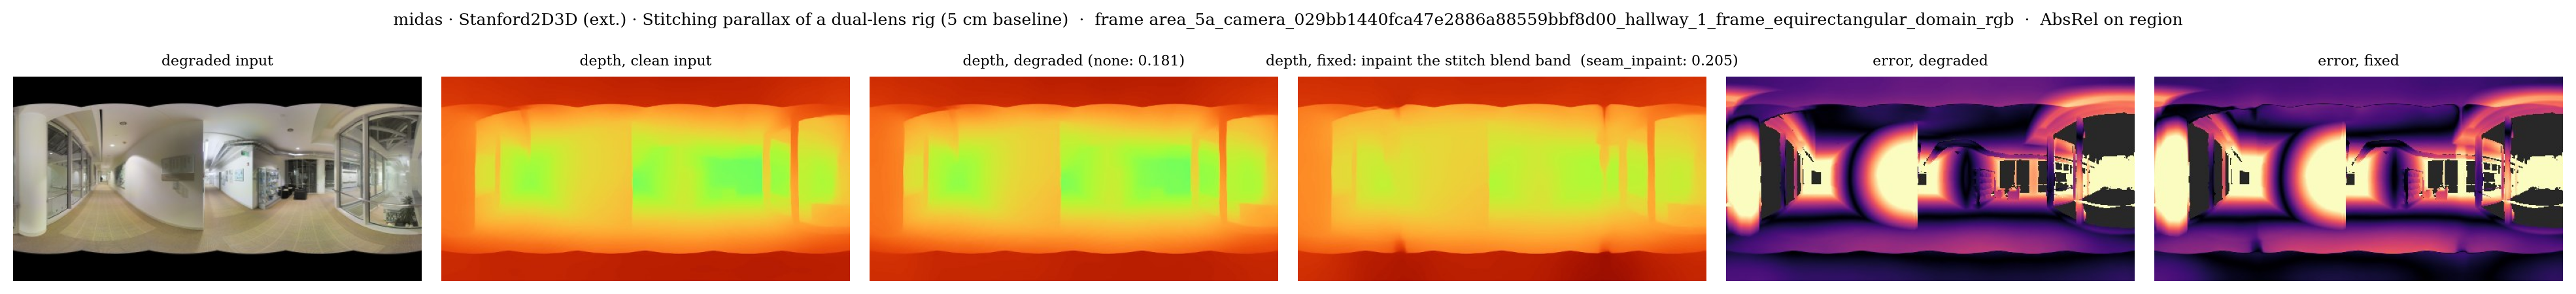 midas · Stanford2D3D (ext.) · Stitching parallax of a dual-lens rig (5 cm baseline)  ·  frame area_5a_camera_029bb1440fca47e2886a88559bbf8d00_hallway_1_frame_equirectangular_domain_rgb  ·  AbsRel on region
degraded input
depth, clean input
depth, degraded (none: 0.181)
depth, fixed: inpaint the stitch blend band  (seam_inpaint: 0.205)
error, degraded
error, fixed